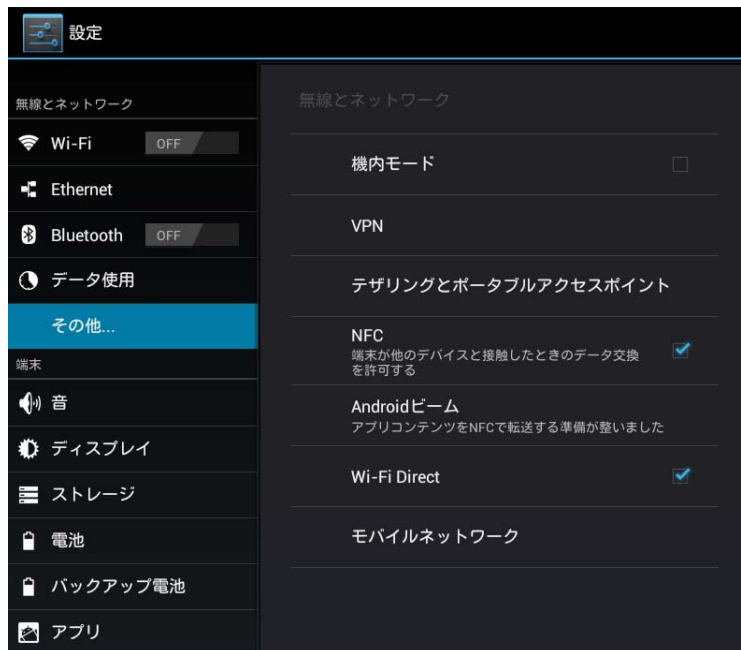 設定
無線とネットワーク
Wi-Fi OFF
Ethernet
Bluetooth OFF
データ使用
その他...
端末
音
ディスプレイ
ストレージ
電池
バックアップ電池
アプリ
無線とネットワーク
機内モード
VPN
テザリングとポータブルアクセスポイント
NFC
端末が他のデバイスと接触したときのデータ交換
を許可する
Androidビーム
アプリコンテンツをNFCで転送する準備が整いました
Wi-Fi Direct
モバイルネットワーク